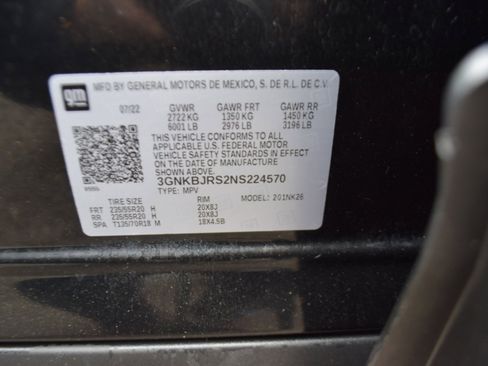 MFD BY GENERAL MOTORS DE MEXICO, S. DE R.L. DE C.V.
gm
07/22 GVWR GAWR FRT GAWR RR
2722 KG 1350 KG 1450 KG
6001 LB 2976 LB 3196 LB
THIS VEHICLE CONFORMS TO ALL
APPLICABLE U.S. FEDERAL MOTOR
VEHICLE SAFETY STANDARDS IN EFFECT
ON THE DATE OF MANUFACTURE
SHOWN ABOVE.
3GNKBJRS2NS224570
TYPE: MPV MODEL: 201NK26
TIRE SIZE RIM
FRT 235/55R20 H 20X8J
RR 235/55R20 H 20X8J
SPA T135/70R18 M 18X4.5B